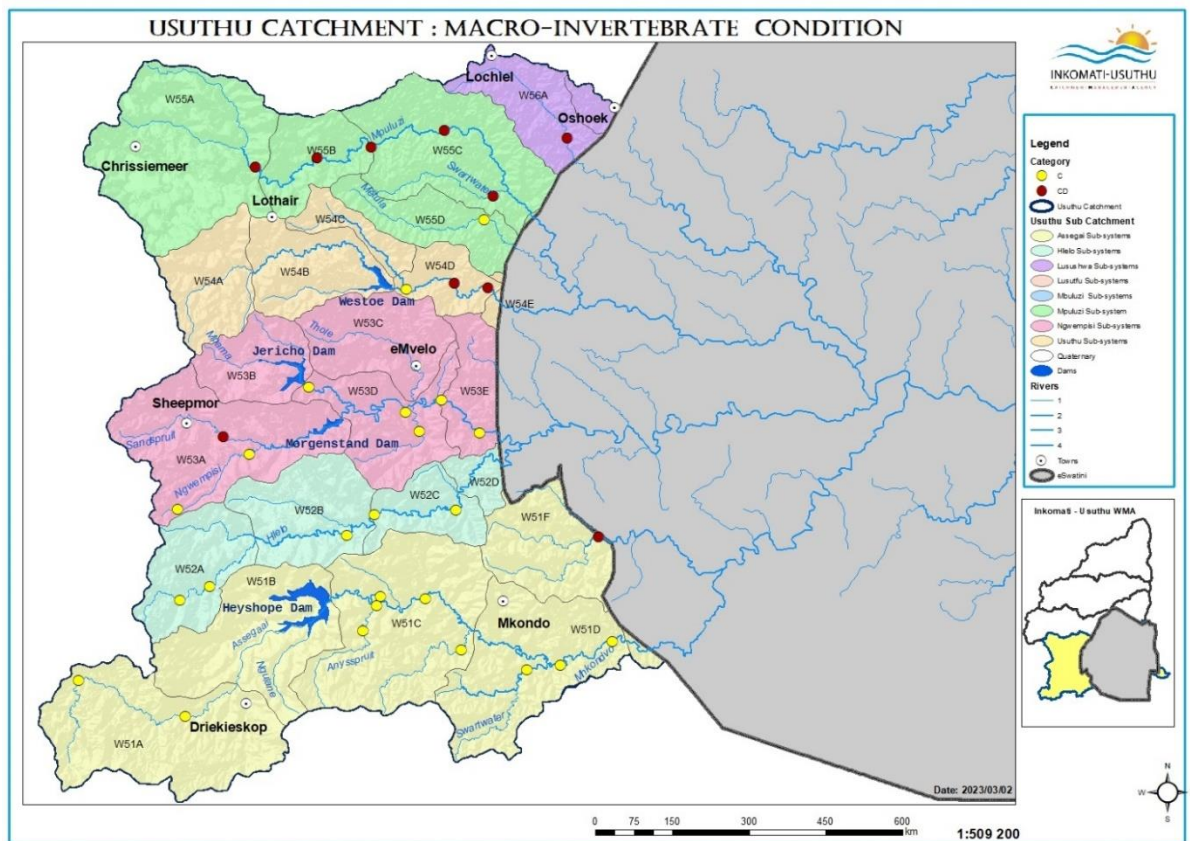 USUTHU CATCHMENT : MACRO-INVERTEBRATE CONDITION
INKOMATI-USUTHU
Lochiel
W56A
Oshoek
W55A
Mpuluzi
W55B
W55C
Chrissiemeer
Swartwater
Lothair
Metula
W55D
W54C
W54B
W54D
W54A
W54E
Westoe Dam
W53C
Thole
Mpama
Jericho Dam
eMvelo
W53B
W53D
W53E
Sheepmor
Sandspruit
Morgenstand Dam
W53A
Ngwempisi
W52D
W52C
W52B
W51F
Hlelo
W52A
W51B
Heyshope Dam
W51C
Mkondo
W51D
Assegaai
Anysspruit
Mnkondvo
Ngulane
Swartwater
Driekieskop
W51A
Legend
Category
C
CD
Usuthu Catchment
Usuthu Sub Catchment
Assegai Sub-systems
Hlelo Sub-systems
Lusushwa Sub-systems
Lusutfu Sub-systems
Mbuluzi Sub-systems
Mpuluzi Sub-system
Ngwempisi Sub-systems
Usuthu Sub-systems
Quaternary
Dams
Rivers
1
2
3
4
Towns
eSwatini
Inkomati - Usuthu WMA
Date: 2023/03/02
N
W
S
0 75 150 300 450 600
km
1:509 200